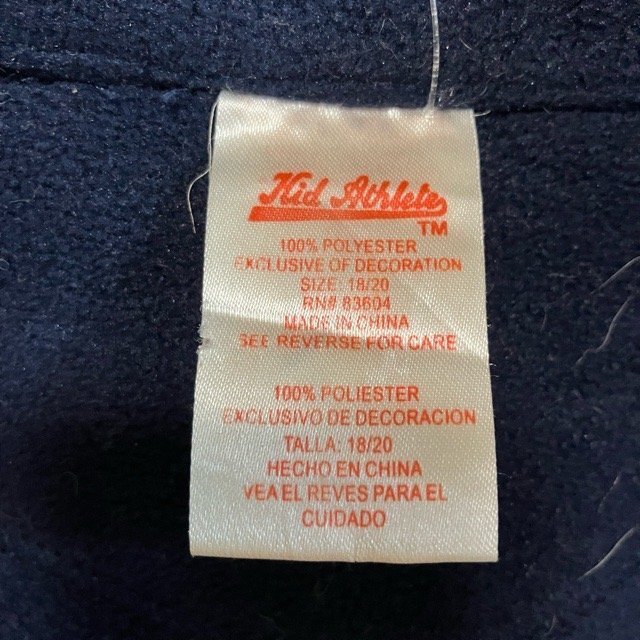 Kid Athlete
TM
100% POLYESTER
EXCLUSIVE OF DECORATION
SIZE: 18/20
RN# 83604
MADE IN CHINA
SEE REVERSE FOR CARE
100% POLIESTER
EXCLUSIVO DE DECORACION
TALLA: 18/20
HECHO EN CHINA
VEA EL REVES PARA EL
CUIDADO